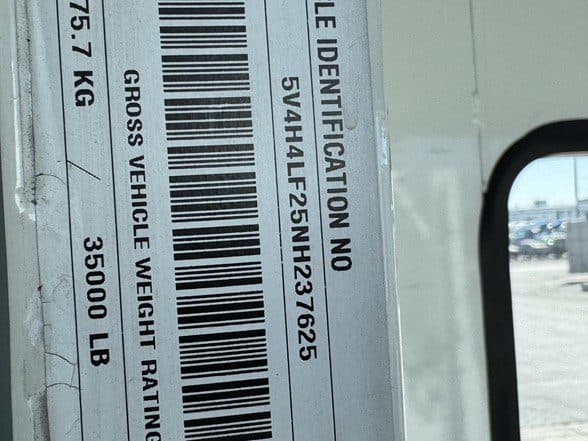 LE IDENTIFICATION NO
5V4H4LF25NH237625
GROSS VEHICLE WEIGHT RATING
75.7 KG 35000 LB